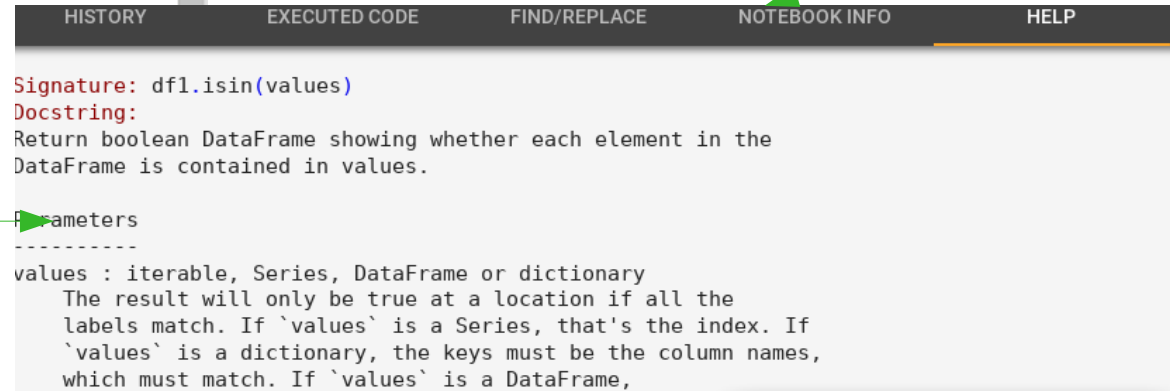 HISTORY EXECUTED CODE FIND/REPLACE NOTEBOOK INFO HELP
Signature: df1.isin(values)
Docstring:
Return boolean DataFrame showing whether each element in the
DataFrame is contained in values.
Parameters
----------
values : iterable, Series, DataFrame or dictionary
The result will only be true at a location if all the
labels match. If `values` is a Series, that's the index. If
`values` is a dictionary, the keys must be the column names,
which must match. If `values` is a DataFrame,